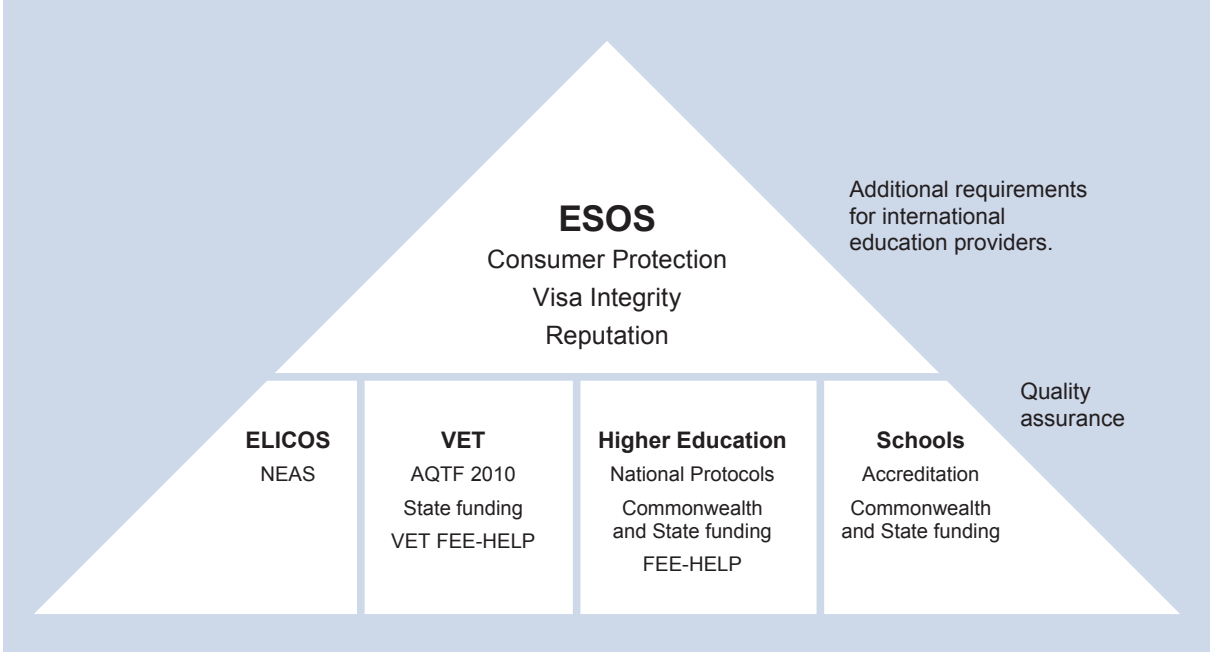 ESOS
Consumer Protection
Visa Integrity
Reputation
Additional requirements
for international
education providers.
Quality
assurance
ELICOS
NEAS
VET
AQTF 2010
State funding
VET FEE-HELP
Higher Education
National Protocols
Commonwealth
and State funding
FEE-HELP
Schools
Accreditation
Commonwealth
and State funding